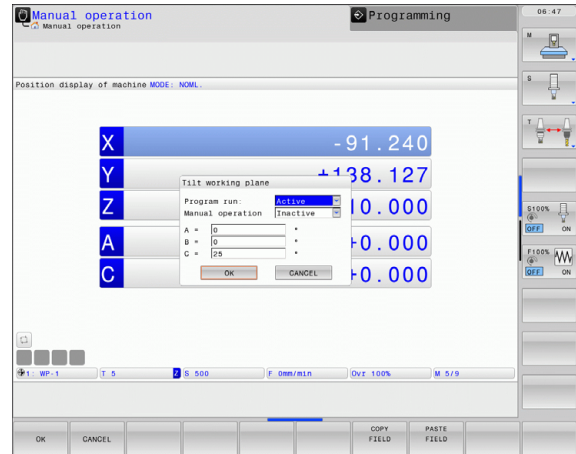 Manual operation
Manual operation
Programming
06:47
Position display of machine MODE: NOML.
M
S
T
X -91.240
Y +138.127
Z 10.000
A +0.000
C +0.000
Tilt working plane
Program run: Active
Manual operation Inactive
A = 0 °
B = 0 °
C = 25 °
OK CANCEL
S100%
OFF ON
F100%
OFF ON
1: WP-1 T 5 Z S 500 F 0mm/min Ovr 100% M 5/9
OK CANCEL COPY FIELD PASTE FIELD